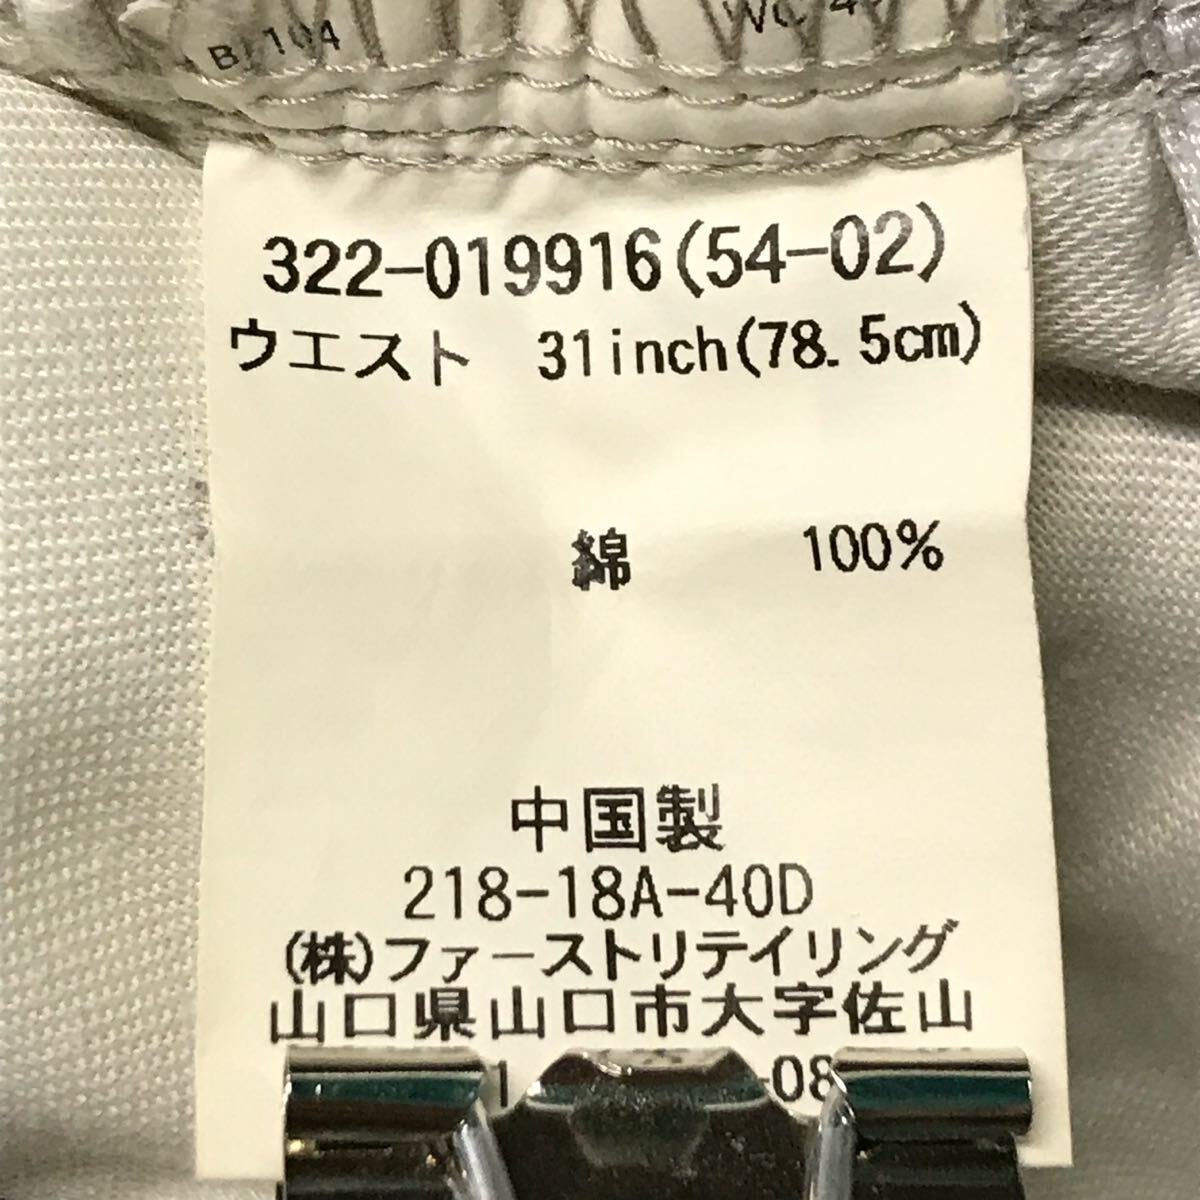 B 104
322-019916(54-02)
ウエスト 31inch(78.5cm)
綿 100%
中国製
218-18A-40D
(株)ファーストリテイリング
山口県山口市大字佐山
-08